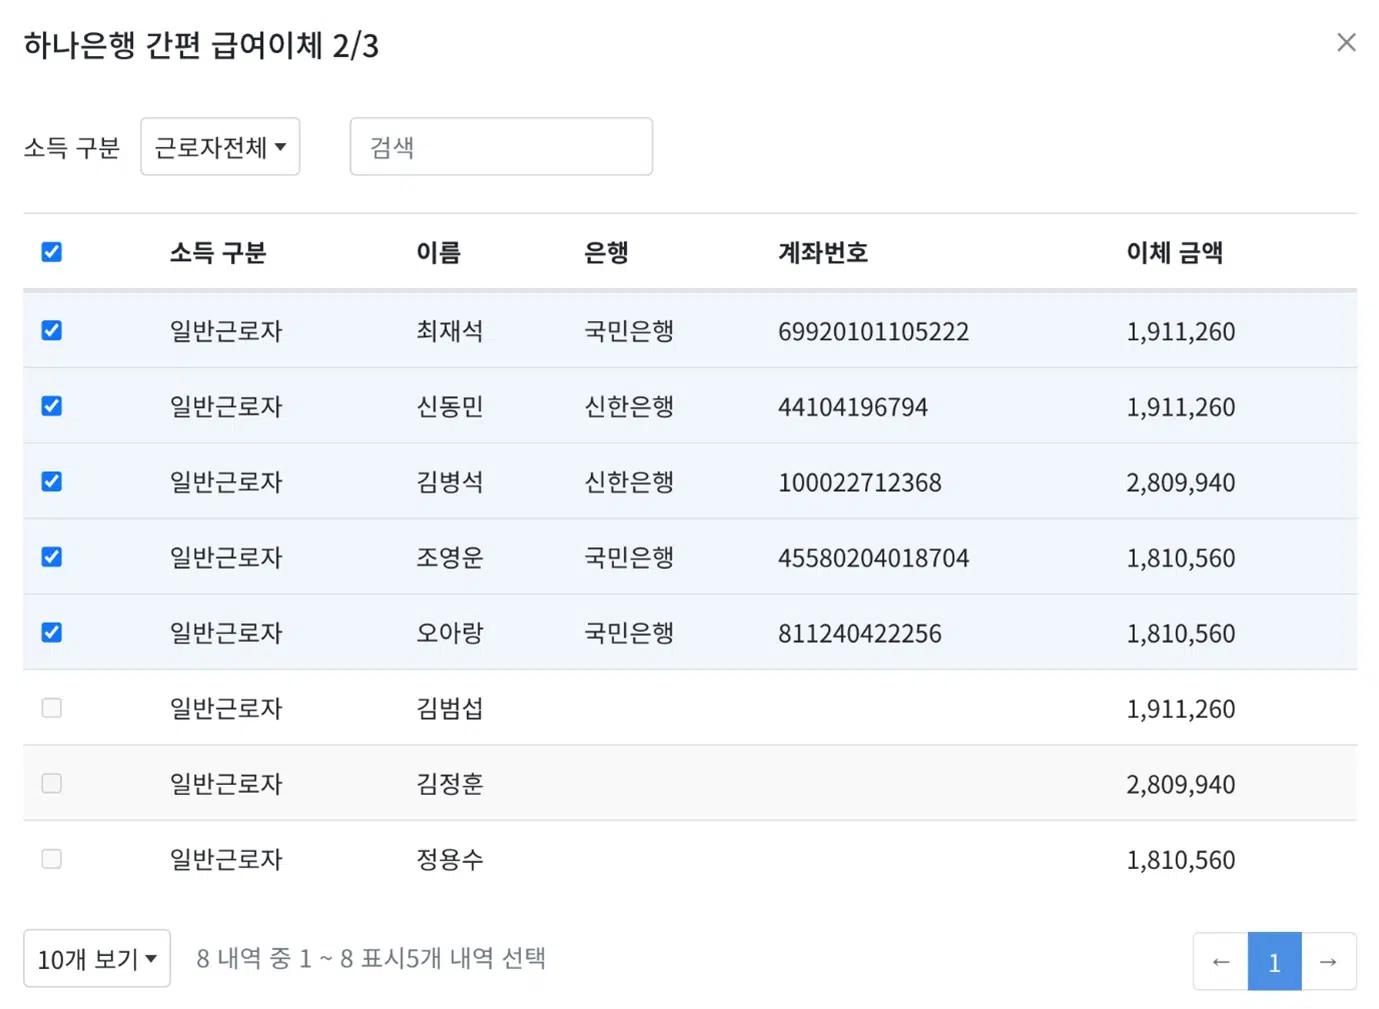 하나은행 간편 급여이체 2/3
소득 구분 근로자전체 검색
소득 구분 이름 은행 계좌번호 이체 금액
일반근로자 최재석 국민은행 69920101105222 1,911,260
일반근로자 신동민 신한은행 44104196794 1,911,260
일반근로자 김병석 신한은행 100022712368 2,809,940
일반근로자 조영운 국민은행 45580204018704 1,810,560
일반근로자 오아랑 국민은행 811240422256 1,810,560
일반근로자 김범섭 1,911,260
일반근로자 김정훈 2,809,940
일반근로자 정용수 1,810,560
10개 보기 8 내역 중 1 ~ 8 표시5개 내역 선택 ← 1 →